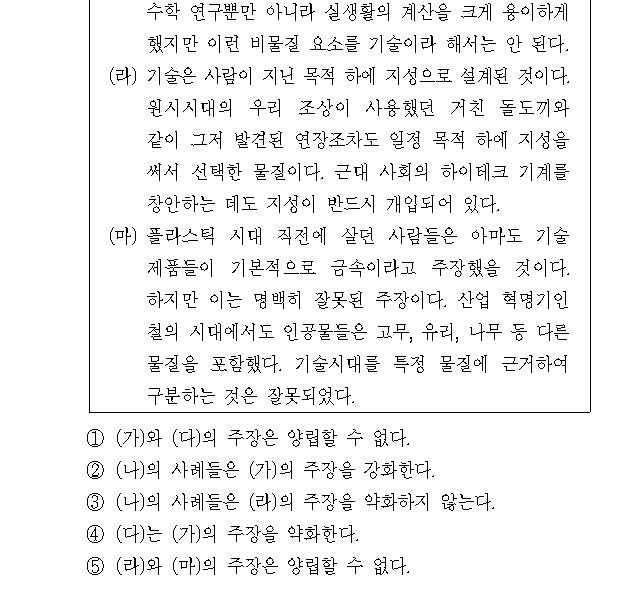 수학 연구뿐만 아니라 실생활의 계산을 크게 용이하게
했지만 이런 비물질 요소를 기술이라 해서는 안 된다.
(라) 기술은 사람이 지닌 목적 하에 지성으로 설계된 것이다.
원시시대의 우리 조상이 사용했던 거친 돌도끼와
같이 그저 발견된 연장조차도 일정 목적 하에 지성을
써서 선택한 물질이다. 근대 사회의 하이테크 기계를
창안하는 데도 지성이 반드시 개입되어 있다.
(마) 플라스틱 시대 직전에 살던 사람들은 아마도 기술
제품들이 기본적으로 금속이라고 주장했을 것이다.
하지만 이는 명백히 잘못된 주장이다. 산업 혁명기인
철의 시대에서도 인공물들은 고무, 유리, 나무 등 다른
물질을 포함했다. 기술시대를 특정 물질에 근거하여
구분하는 것은 잘못되었다.
① (가)와 (다)의 주장은 양립할 수 없다.
② (나)의 사례들은 (가)의 주장을 강화한다.
③ (나)의 사례들은 (라)의 주장을 약화하지 않는다.
④ (다)는 (가)의 주장을 약화한다.
⑤ (라)와 (마)의 주장은 양립할 수 없다.